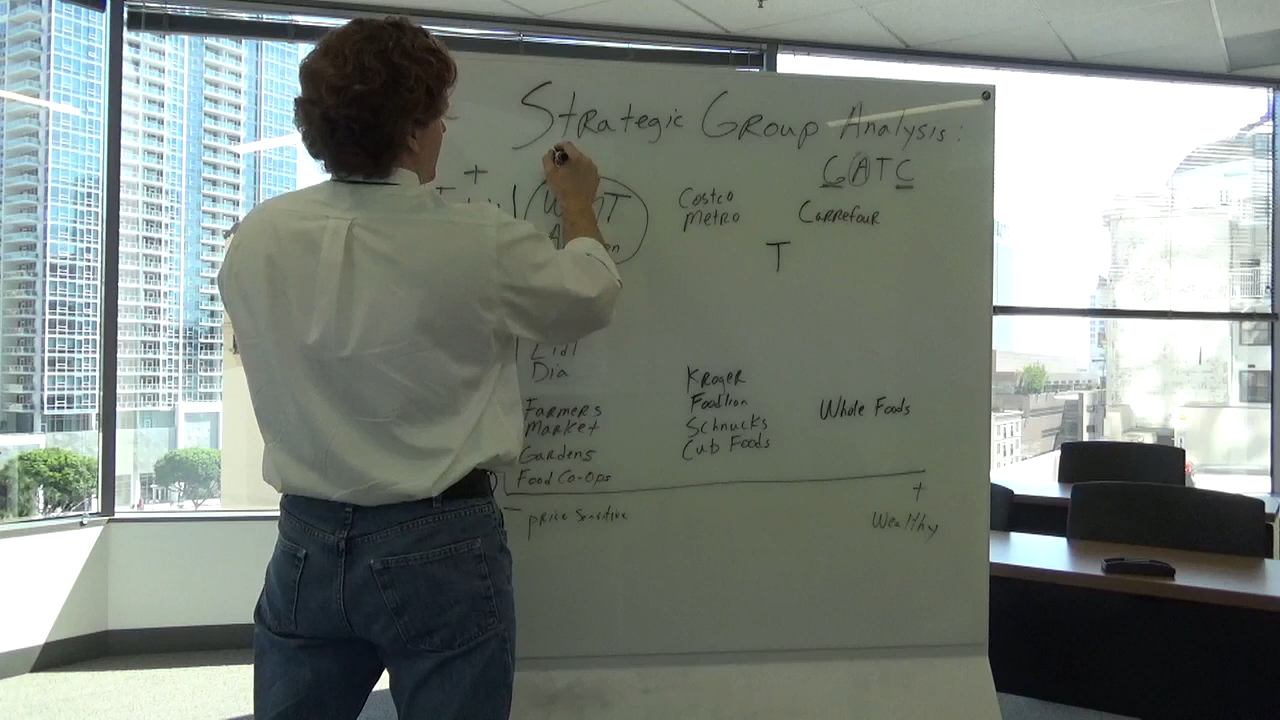 Strategic Group Analysis:
GATC
+
Costco
Metro
Carrefour
T
Lidl
Dia
Farmers
Market
Gardens
Food Co-Ops
Kroger
Foodlion
Schnucks
Cub Foods
Whole Foods
- price sensitive
+
Wealthy